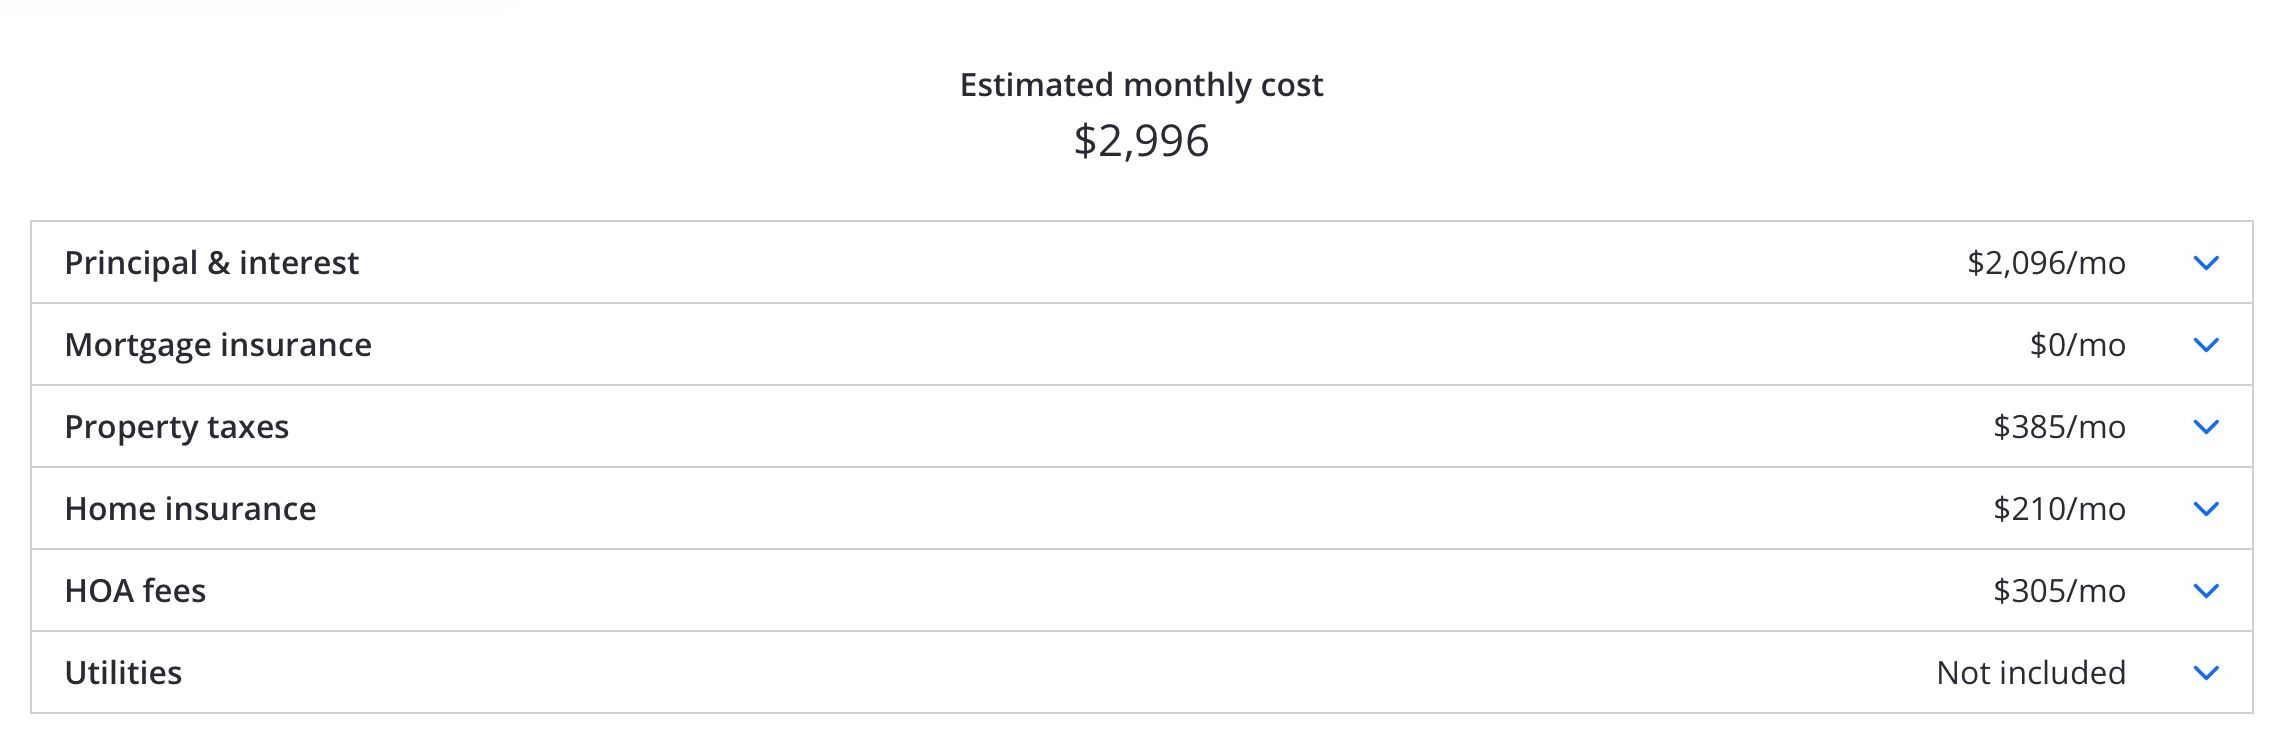 Estimated monthly cost
$2,996
Principal & interest $2,096/mo
Mortgage insurance $0/mo
Property taxes $385/mo
Home insurance $210/mo
HOA fees $305/mo
Utilities Not included